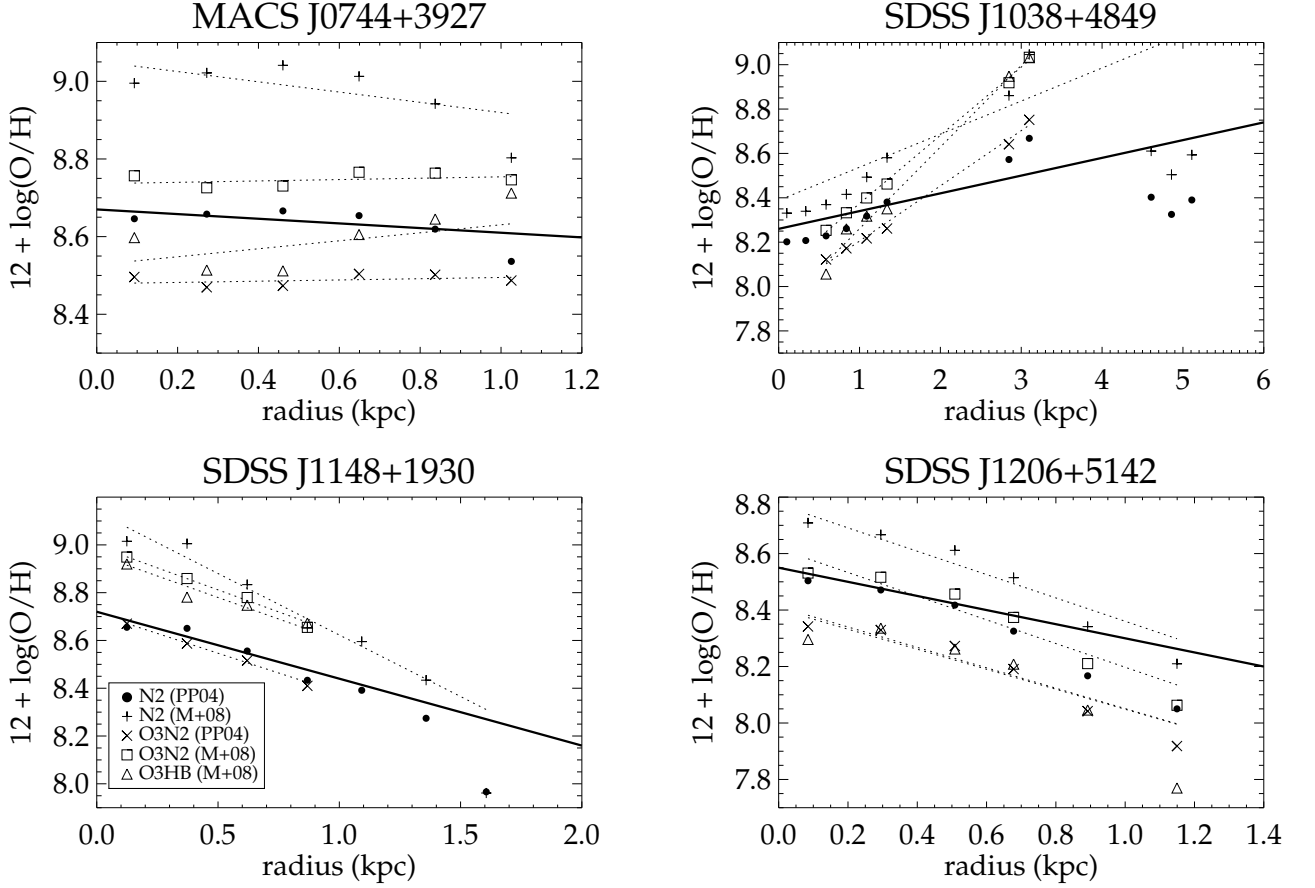 MACS J0744+3927
12 + log(O/H)
9.0
8.8
8.6
8.4
0.0 0.2 0.4 0.6 0.8 1.0 1.2
radius (kpc)
SDSS J1038+4849
12 + log(O/H)
9.0
8.8
8.6
8.4
8.2
8.0
7.8
0 1 2 3 4 5 6
radius (kpc)
SDSS J1148+1930
12 + log(O/H)
9.0
8.8
8.6
8.4
8.2
8.0
N2 (PP04)
N2 (M+08)
O3N2 (PP04)
O3N2 (M+08)
O3HB (M+08)
0.0 0.5 1.0 1.5 2.0
radius (kpc)
SDSS J1206+5142
12 + log(O/H)
8.8
8.6
8.4
8.2
8.0
7.8
0.0 0.2 0.4 0.6 0.8 1.0 1.2 1.4
radius (kpc)